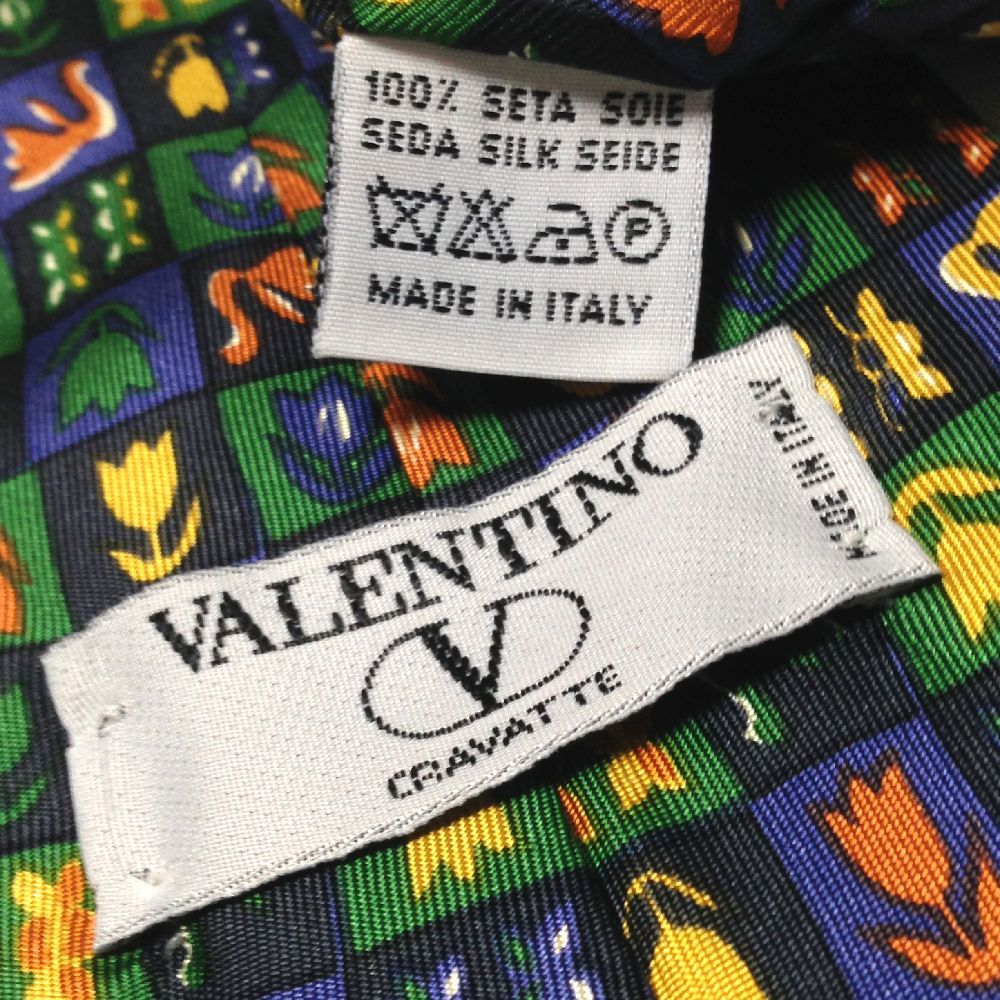 100% SETA SOIE
SEDA SILK SEIDE
P
MADE IN ITALY
VALENTINO
V
CRAVATTE
MADE IN ITALY